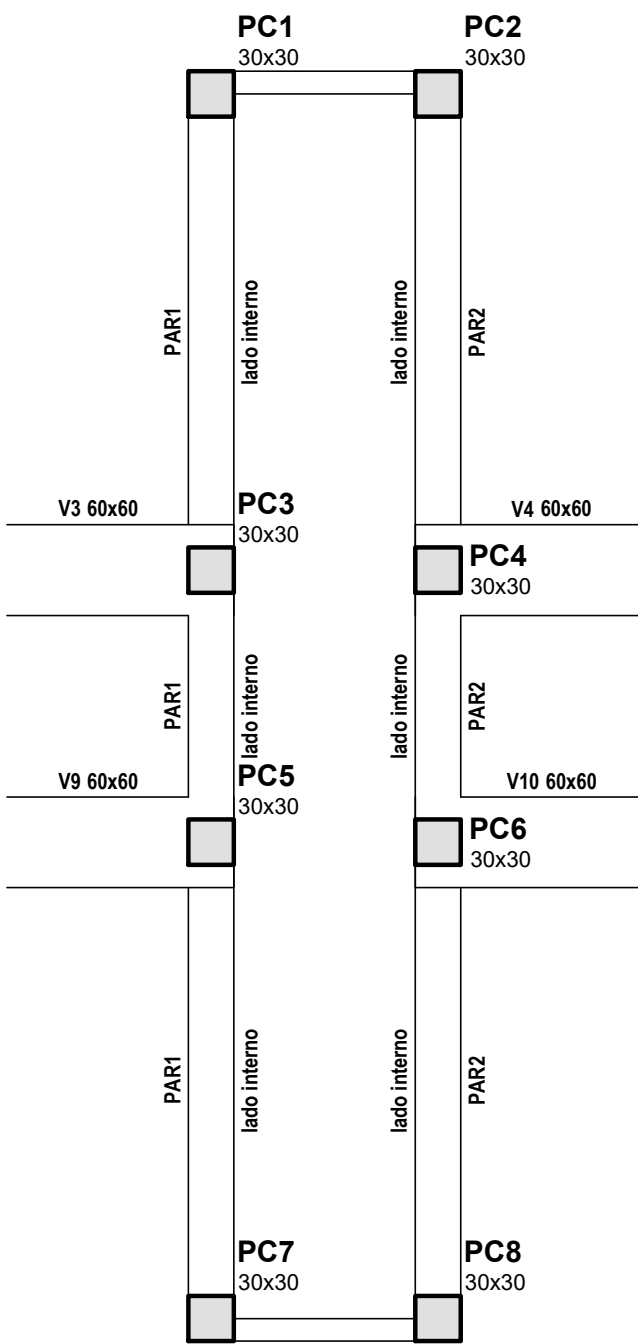 PC1
30x30
PC2
30x30
PAR1
lado interno
lado interno
PAR2
V3 60x60
PC3
30x30
V4 60x60
PC4
30x30
PAR1
lado interno
lado interno
PAR2
V9 60x60
PC5
30x30
V10 60x60
PC6
30x30
PAR1
lado interno
lado interno
PAR2
PC7
30x30
PC8
30x30